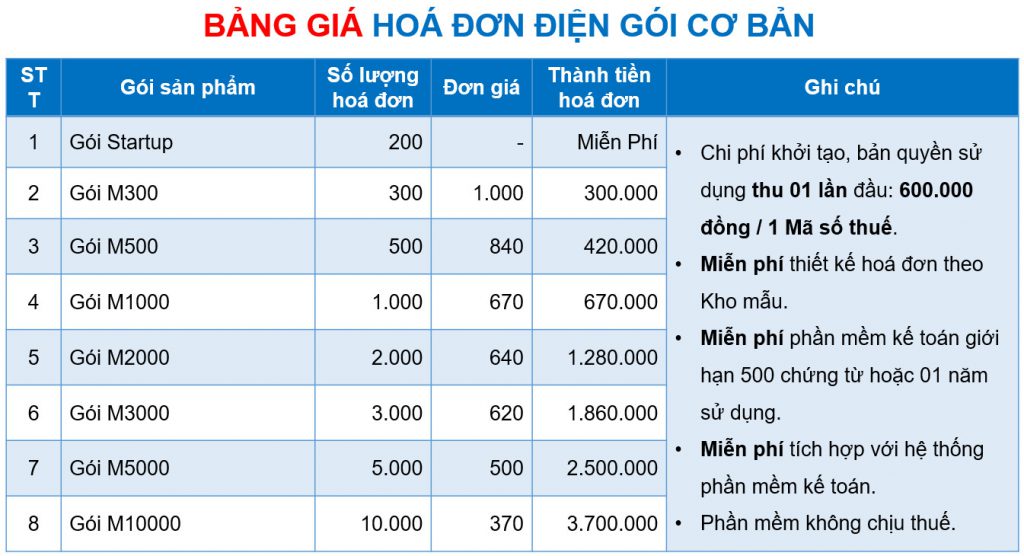 BẢNG GIÁ HOÁ ĐƠN ĐIỆN GÓI CƠ BẢN
ST
T
Gói sản phẩm
Số lượng
hoá đơn
Đơn giá
Thành tiền
hoá đơn
Ghi chú
1 Gói Startup 200 - Miễn Phí
2 Gói M300 300 1.000 300.000
3 Gói M500 500 840 420.000
4 Gói M1000 1.000 670 670.000
5 Gói M2000 2.000 640 1.280.000
6 Gói M3000 3.000 620 1.860.000
7 Gói M5000 5.000 500 2.500.000
8 Gói M10000 10.000 370 3.700.000
• Chi phí khởi tạo, bản quyền sử
dụng thu 01 lần đầu: 600.000
đồng / 1 Mã số thuế.
• Miễn phí thiết kế hoá đơn theo
Kho mẫu.
• Miễn phí phần mềm kế toán giới
hạn 500 chứng từ hoặc 01 năm
sử dụng.
• Miễn phí tích hợp với hệ thống
phần mềm kế toán.
• Phần mềm không chịu thuế.